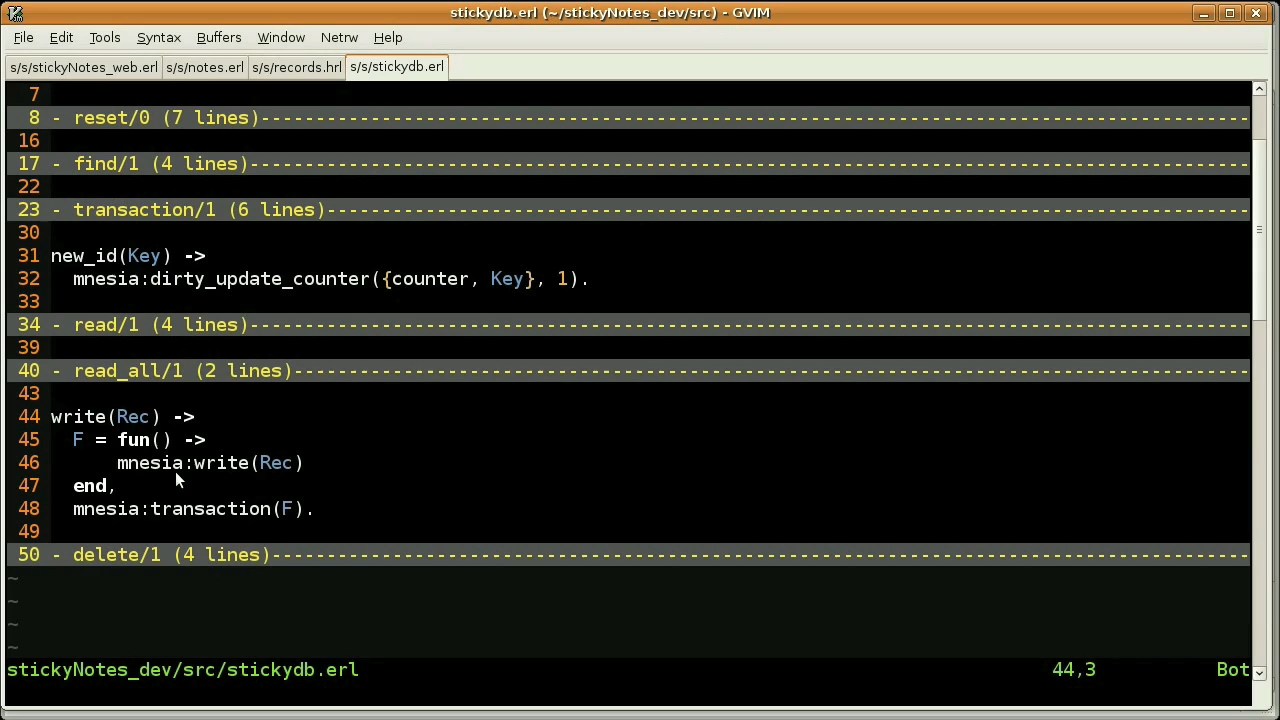 stickydb.erl (~/stickyNotes_dev/src) - GVIM
File Edit Tools Syntax Buffers Window Netrw Help
s/s/stickyNotes_web.erl s/s/notes.erl s/s/records.hrl s/s/stickydb.erl
7
8 - reset/0 (7 lines)------------------------------------------------------------------------------------------
16
17 - find/1 (4 lines)-------------------------------------------------------------------------------------------
22
23 - transaction/1 (6 lines)------------------------------------------------------------------------------------
30
31 new_id(Key) ->
32   mnesia:dirty_update_counter({counter, Key}, 1).
33
34 - read/1 (4 lines)-------------------------------------------------------------------------------------------
39
40 - read_all/1 (2 lines)---------------------------------------------------------------------------------------
43
44 write(Rec) ->
45   F = fun() ->
46       mnesia:write(Rec)
47   end,
48   mnesia:transaction(F).
49
50 - delete/1 (4 lines)-----------------------------------------------------------------------------------------
~
~
~
~
stickyNotes_dev/src/stickydb.erl 44,3 Bot